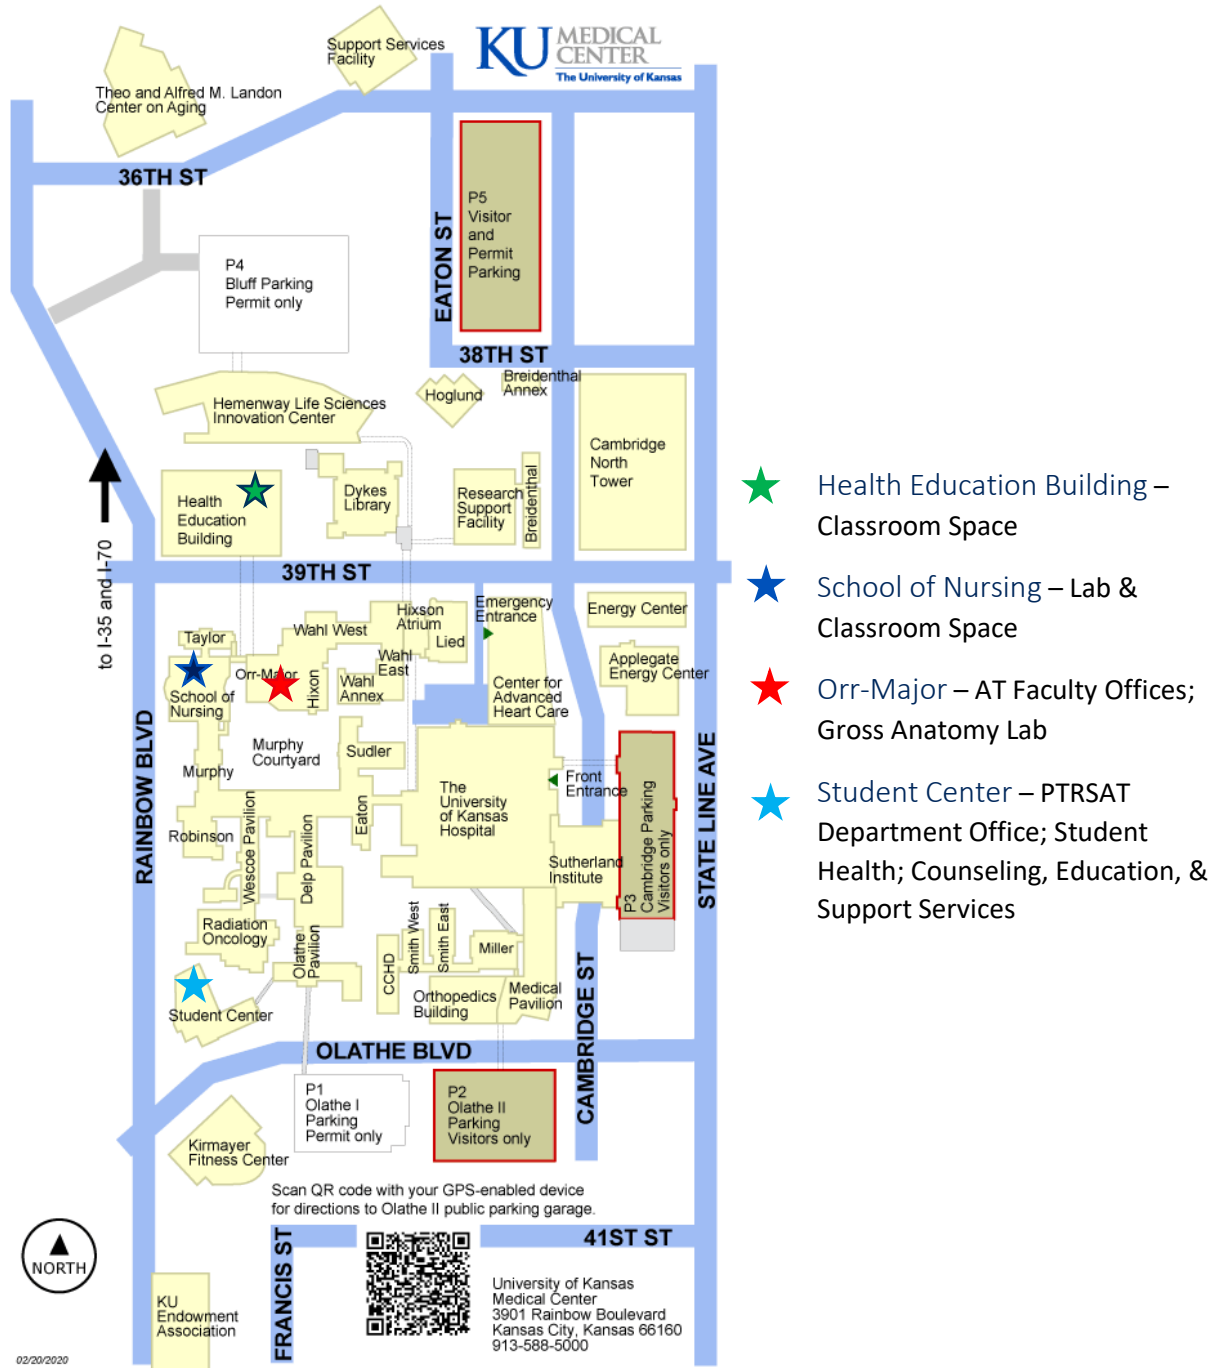 Support Services
Facility
KU MEDICAL
CENTER
The University of Kansas
Theo and Alfred M. Landon
Center on Aging
36TH ST
P5
Visitor
and
Permit
Parking
EATON ST
P4
Bluff Parking
Permit only
38TH ST
Breidenthal
Annex
Hoglund
Hemenway Life Sciences
Innovation Center
Cambridge
North
Tower
Health
Education
Building
Dykes
Library
Research
Support
Facility
Breidenthal
to I-35 and I-70
39TH ST
Emergency
Entrance
Energy Center
Hixson
Atrium
Wahl West
Lied
Taylor
Wahl
East
Orr-Major
Hixon
Wahl
Annex
School of
Nursing
Center for
Advanced
Heart Care
Applegate
Energy Center
RAINBOW BLVD
Murphy
Courtyard
Sudler
Murphy
Front
Entrance
The
University
of Kansas
Hospital
STATE LINE AVE
P3
Cambridge Parking
Visitors only
Robinson
Wescoe Pavilion
Delp Pavilion
Eaton
Sutherland
Institute
Radiation
Oncology
Olathe
Pavilion
CCHD
Smith West
Smith East
Miller
Student Center
Orthopedics
Building
Medical
Pavilion
CAMBRIDGE ST
OLATHE BLVD
P1
Olathe I
Parking
Permit only
P2
Olathe II
Parking
Visitors only
Kirmayer
Fitness Center
Scan QR code with your GPS-enabled device
for directions to Olathe II public parking garage.
41ST ST
FRANCIS ST
NORTH
KU
Endowment
Association
University of Kansas
Medical Center
3901 Rainbow Boulevard
Kansas City, Kansas 66160
913-588-5000
02/20/2020
Health Education Building –
Classroom Space
School of Nursing – Lab &
Classroom Space
Orr-Major – AT Faculty Offices;
Gross Anatomy Lab
Student Center – PTRSAT
Department Office; Student
Health; Counseling, Education, &
Support Services